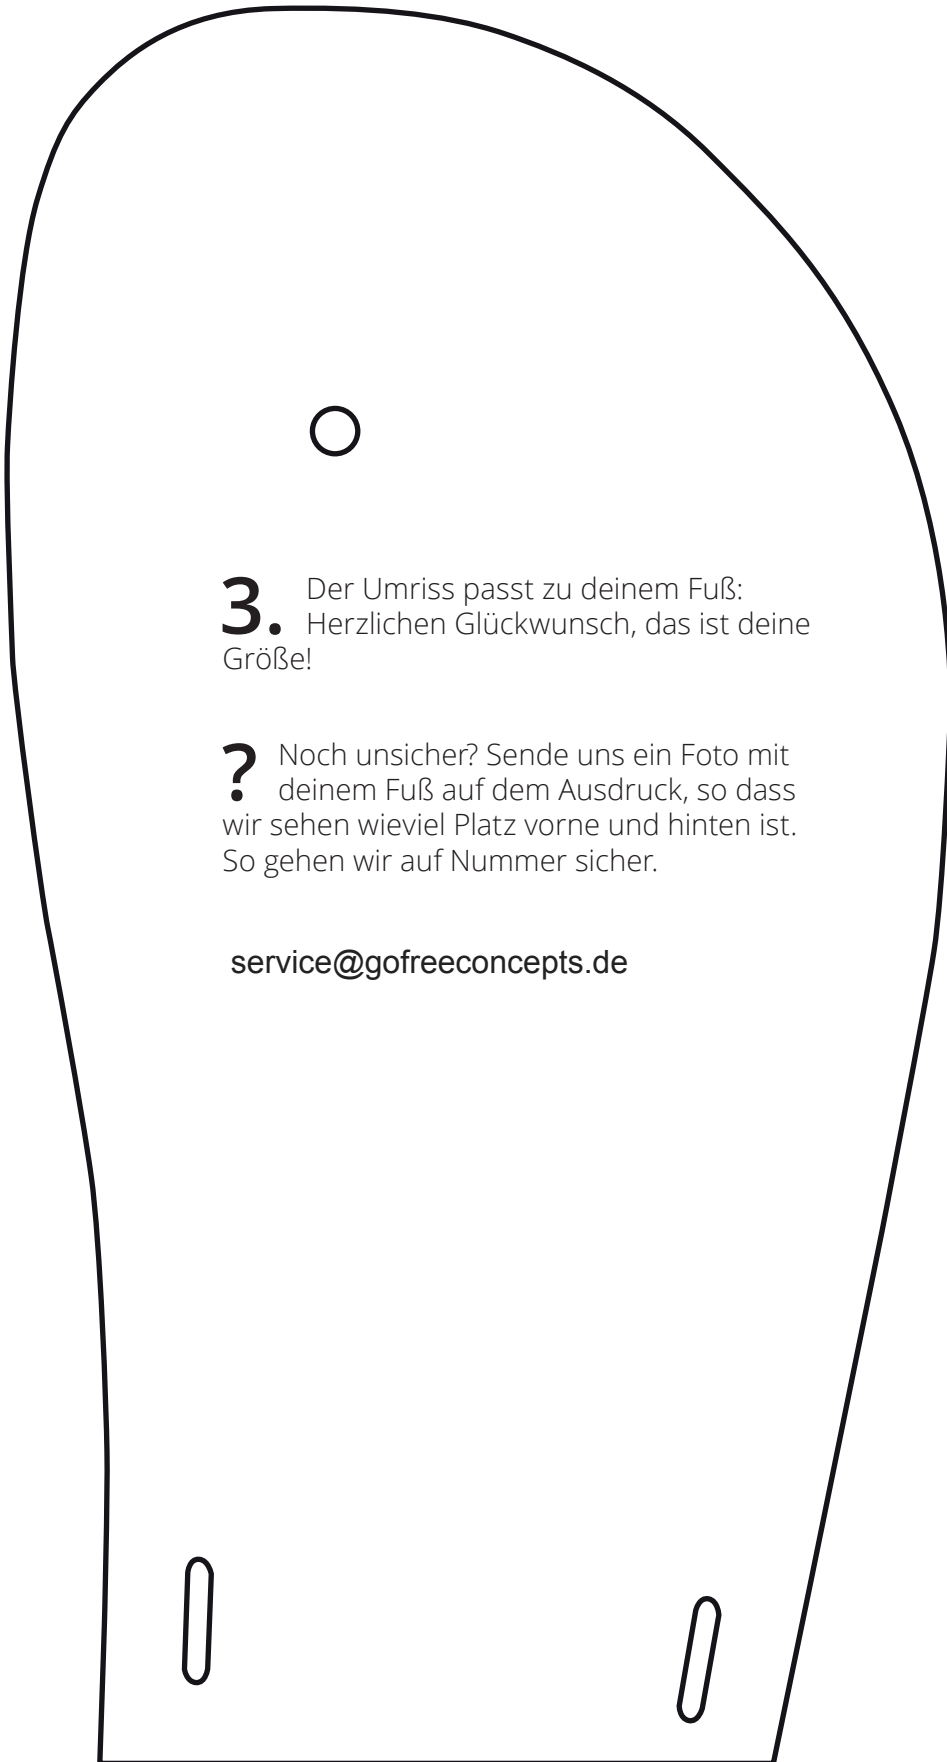 3. Der Umriss passt zu deinem Fuß:
Herzlichen Glückwunsch, das ist deine
Größe!
? Noch unsicher? Sende uns ein Foto mit
deinem Fuß auf dem Ausdruck, so dass
wir sehen wieviel Platz vorne und hinten ist.
So gehen wir auf Nummer sicher.
service@gofreeconcepts.de